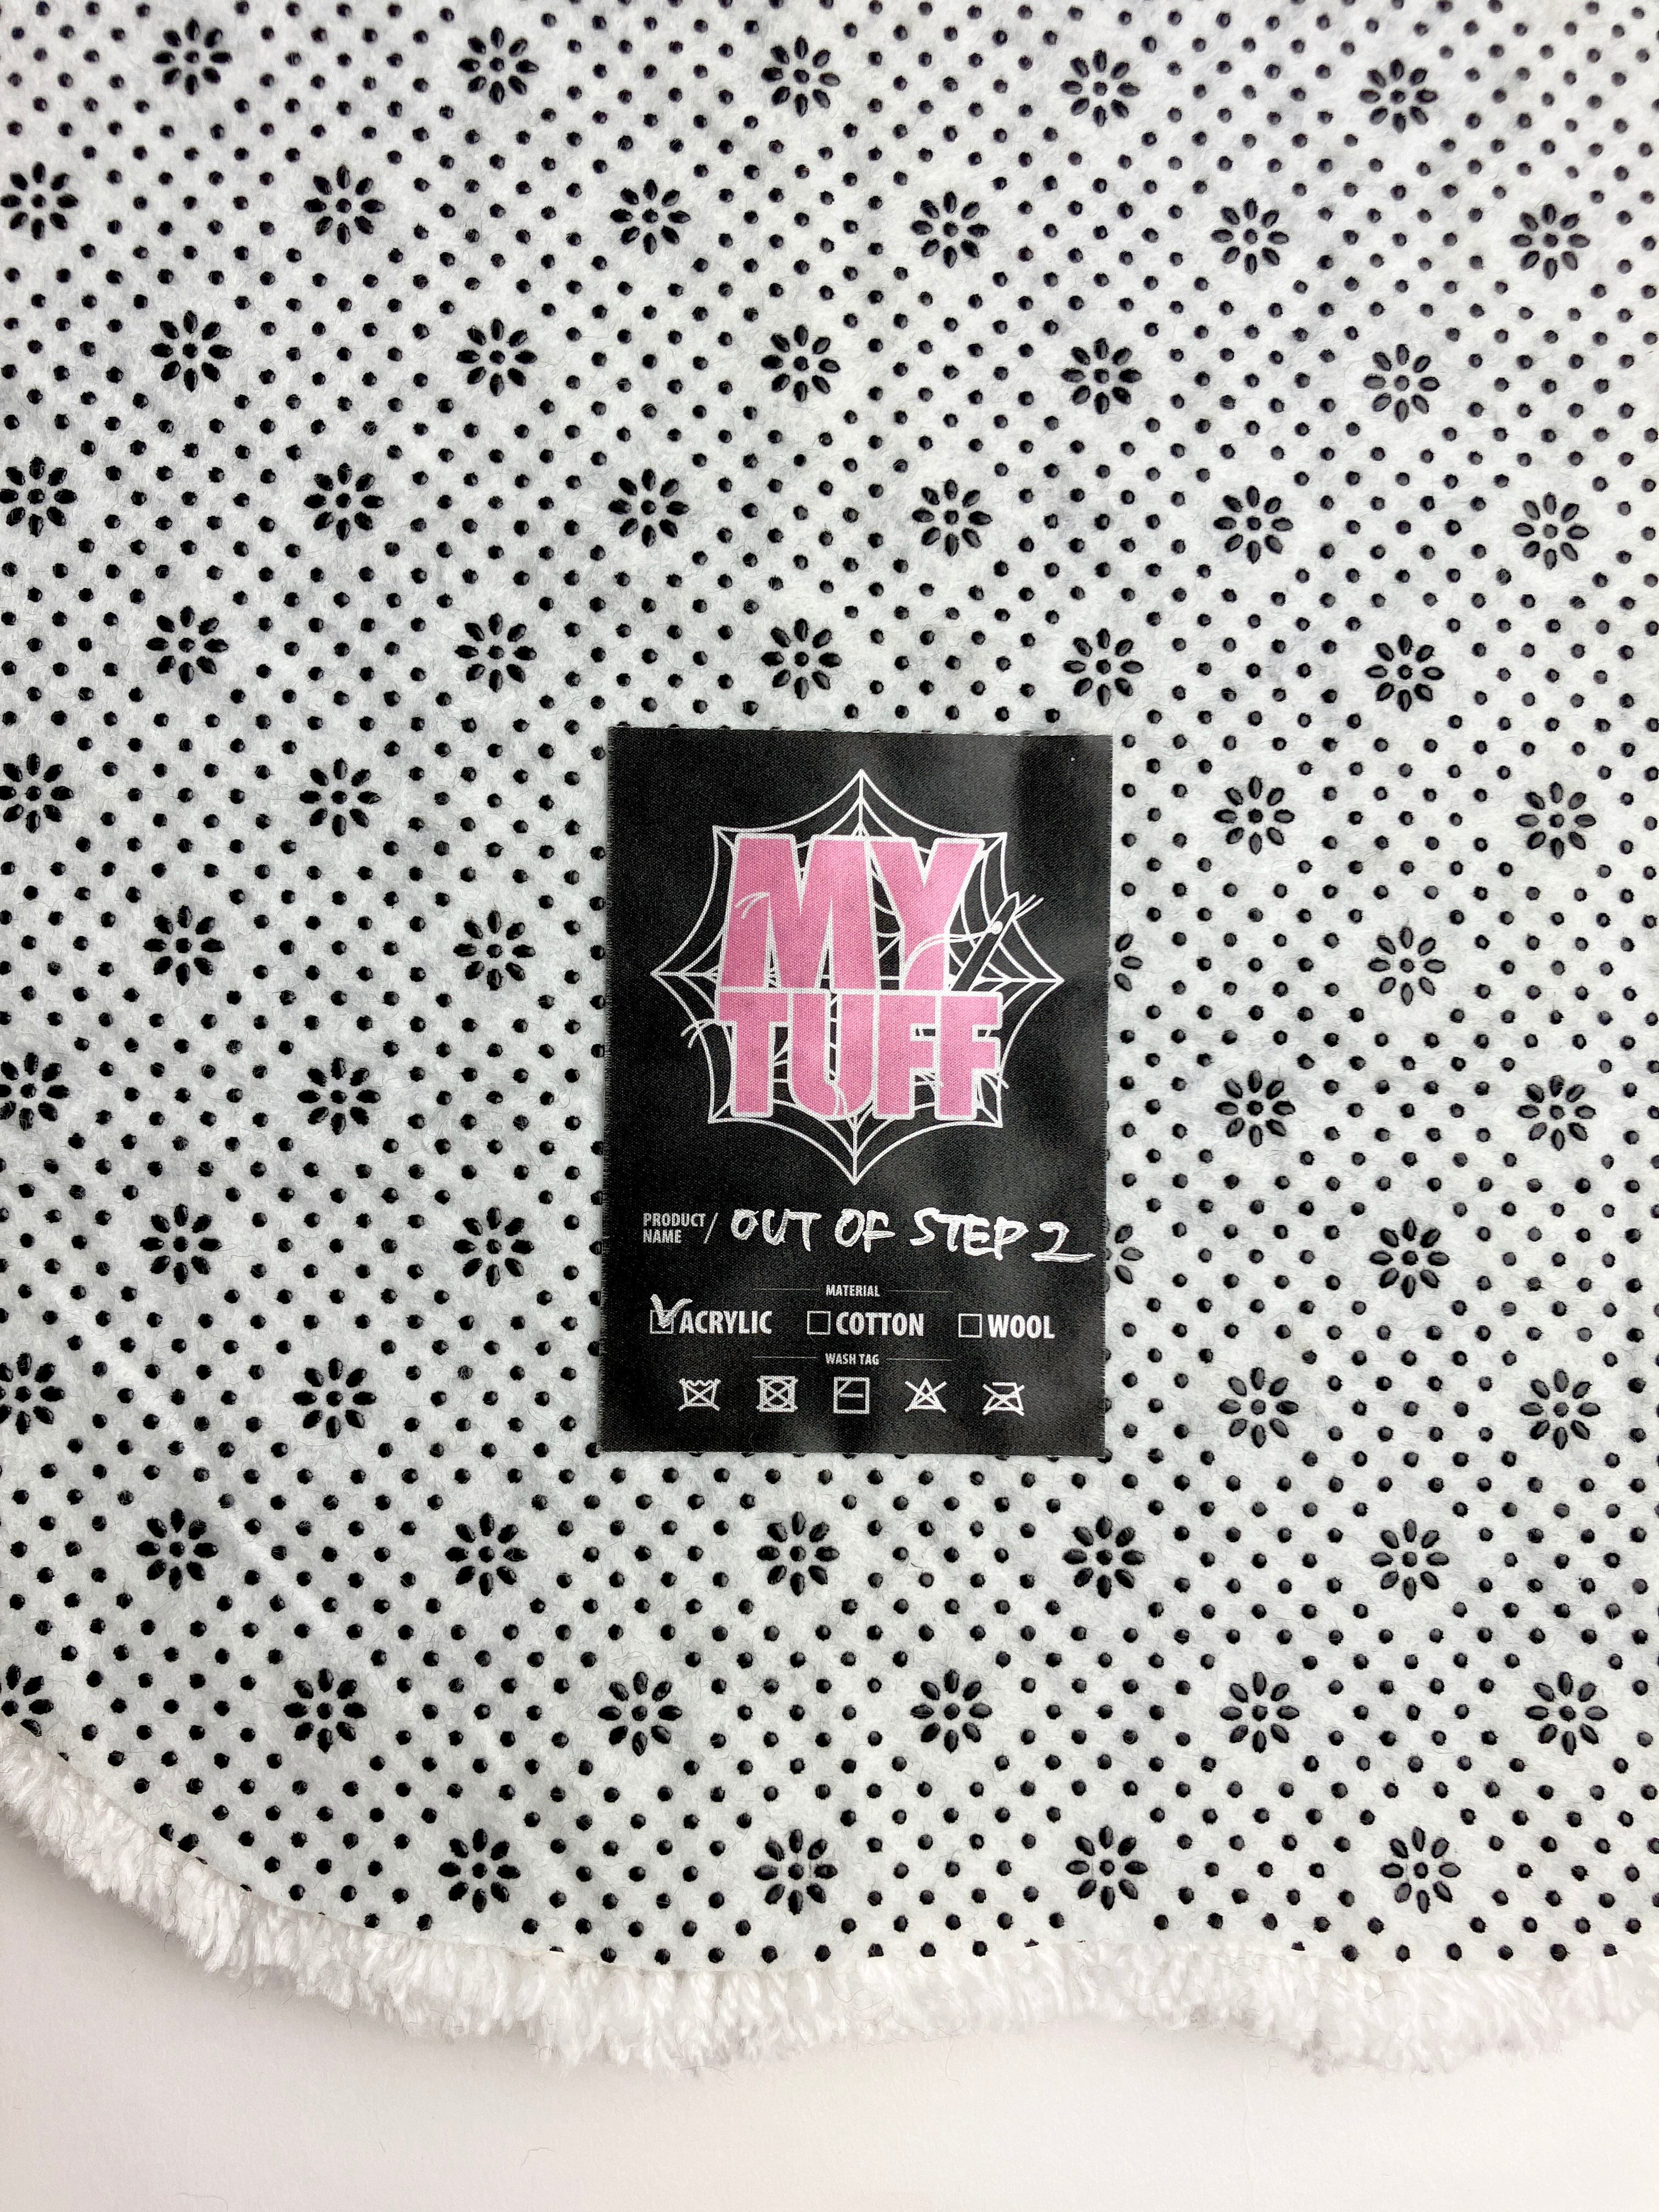 MY
TUFF
PRODUCT NAME / OUT OF STEP 2
MATERIAL
ACRYLIC COTTON WOOL
WASH TAG